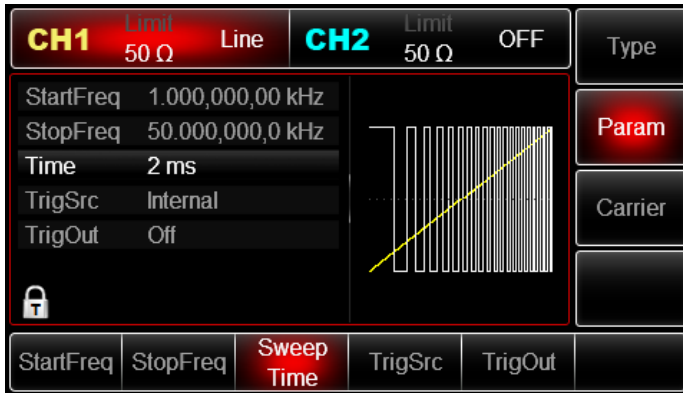 CH1 Limit 50 Ω Line CH2 Limit 50 Ω OFF Type
StartFreq 1.000,000,00 kHz
StopFreq 50.000,000,0 kHz
Param
Time 2 ms
TrigSrc Internal
Carrier
TrigOut Off
T
StartFreq StopFreq Sweep Time TrigSrc TrigOut